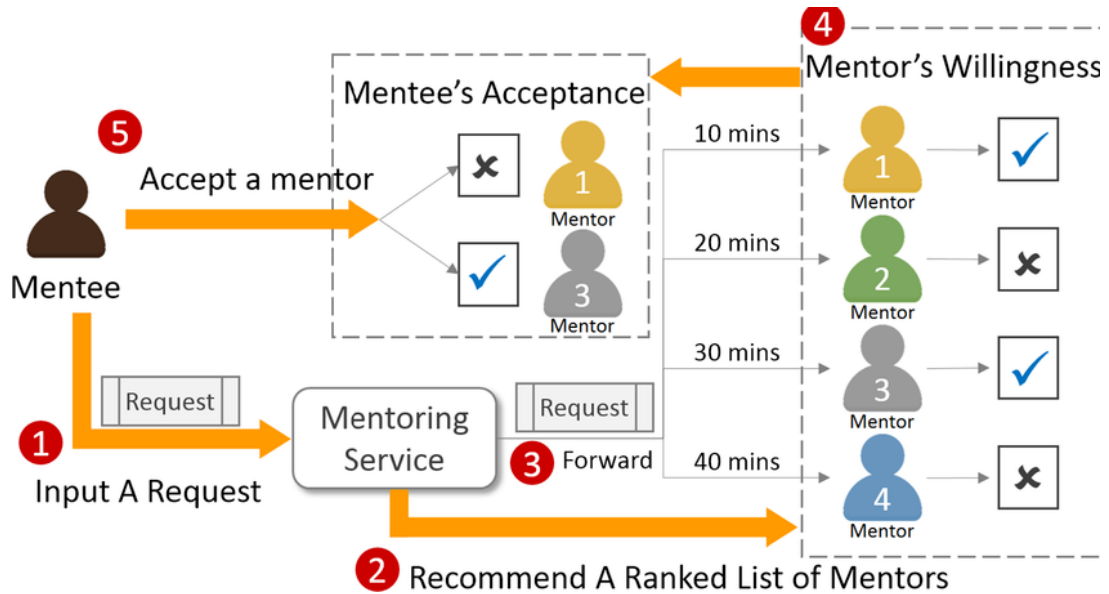 4
Mentor's Willingness
Mentee's Acceptance
5
Accept a mentor
Mentee
1
Mentor
3
Mentor
10 mins
1
Mentor
20 mins
2
Mentor
30 mins
3
Mentor
40 mins
4
Mentor
Request
1
Input A Request
Mentoring
Service
Request
3 Forward
2 Recommend A Ranked List of Mentors